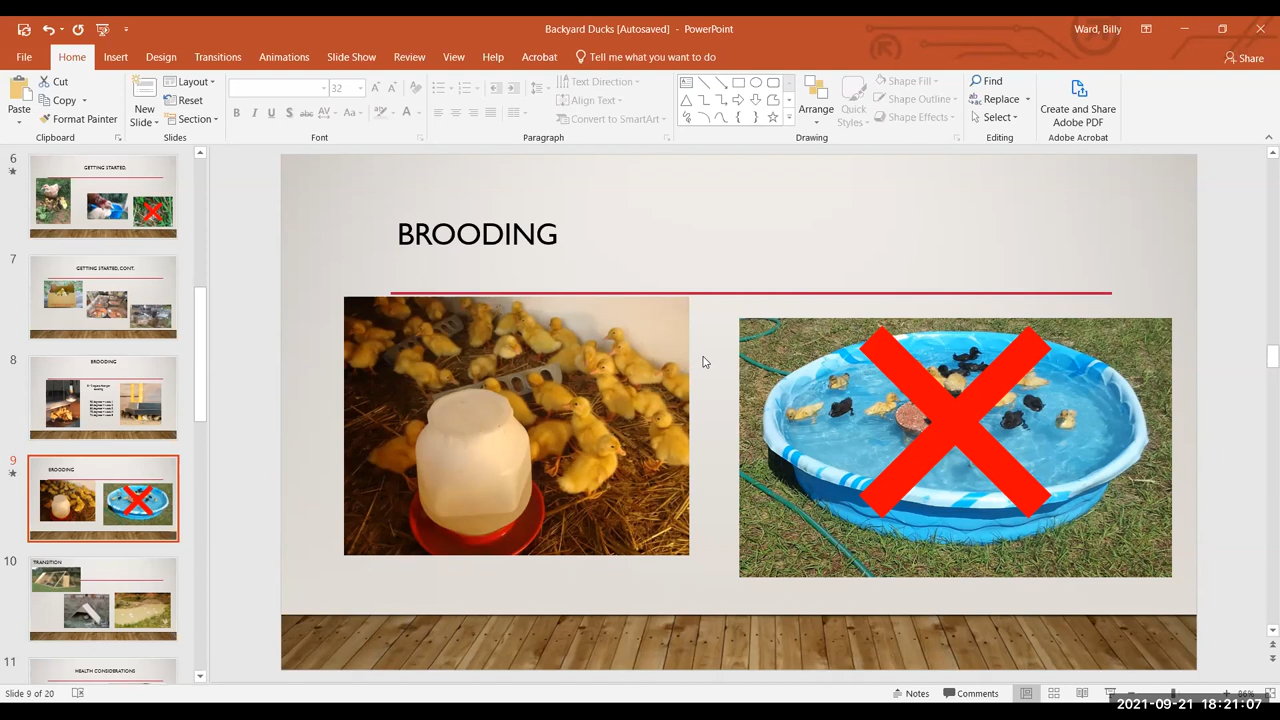 Backyard Ducks [Autosaved] - PowerPoint
Ward, Billy
File Home Insert Design Transitions Animations Slide Show Review View Help Acrobat Tell me what you want to do
Share
Paste
Cut
Copy
Format Painter
Clipboard
New
Slide
Layout
Reset
Section
Slides
32
Font
Text Direction
Align Text
Convert to SmartArt
Paragraph
Arrange
Quick
Styles
Shape Fill
Shape Outline
Shape Effects
Drawing
Find
Replace
Select
Editing
Create and Share
Adobe PDF
Adobe Acrobat
6
GETTING STARTED,
7
GETTING STARTED, CONT.
8
BROODING
9
BROODING
10
TRANSITION
11
HEALTH CONSIDERATIONS
BROODING
Slide 9 of 20
Notes
Comments
86%
2021-09-21 18:21:07